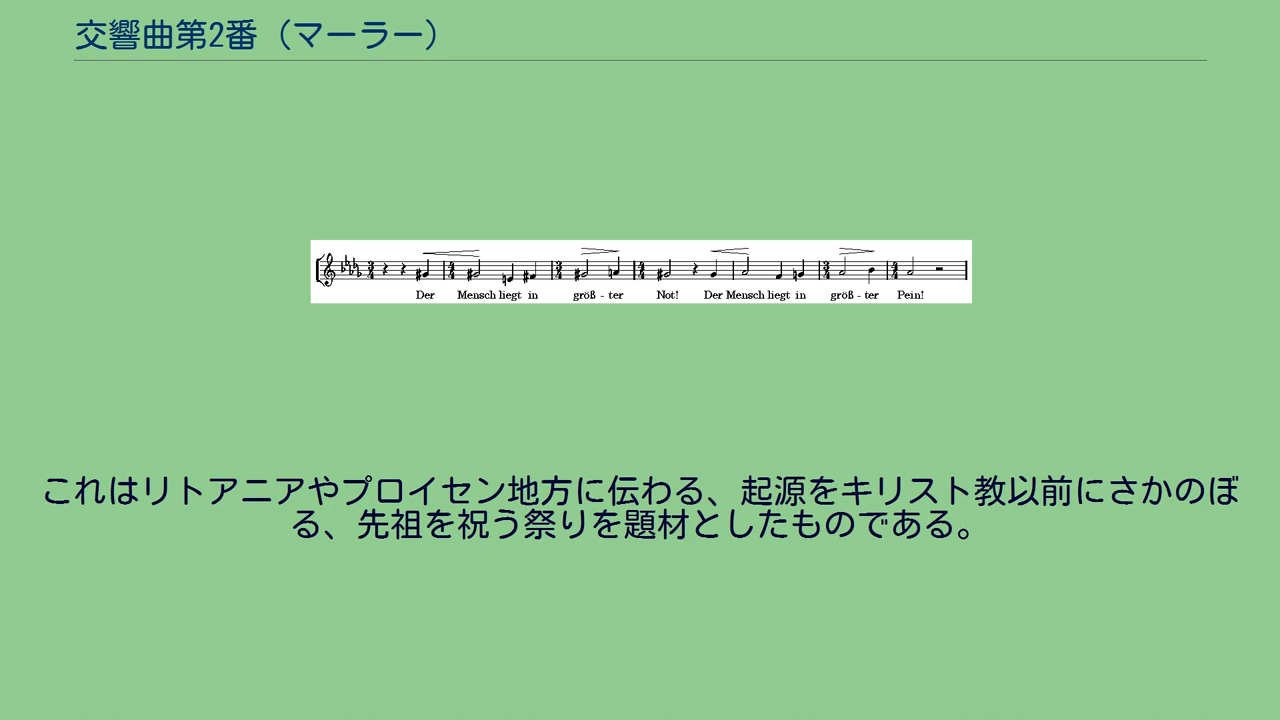 交響曲第2番（マーラー）
Der Mensch liegt in größ - ter Not! Der Mensch liegt in größ - ter Pein!
これはリトアニアやプロイセン地方に伝わる、起源をキリスト教以前にさかのぼ
る、先祖を祝う祭りを題材としたものである。